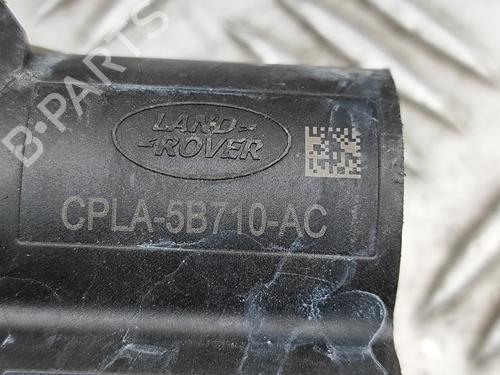 LAND-
-ROVER
CPLA-5B710-AC
B-PARTS